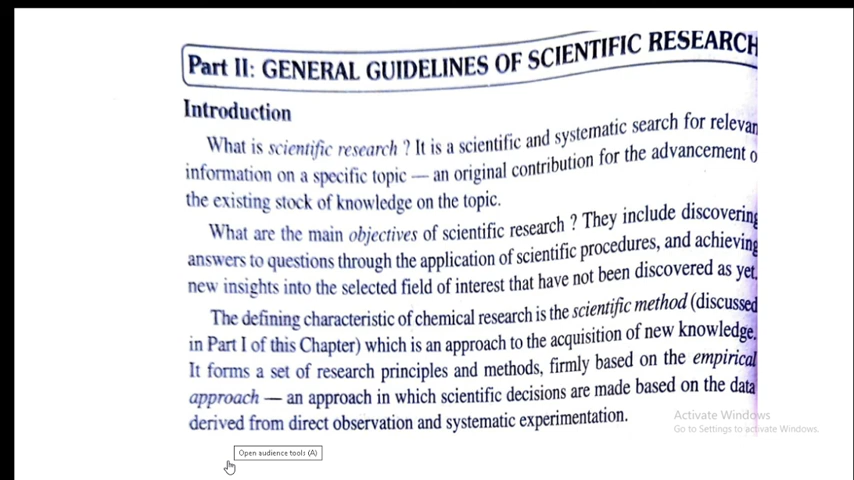 Part II: GENERAL GUIDELINES OF SCIENTIFIC RESEARCH
Introduction
What is scientific research ? It is a scientific and systematic search for relevan
information on a specific topic — an original contribution for the advancement o
the existing stock of knowledge on the topic.
What are the main objectives of scientific research ? They include discovering
answers to questions through the application of scientific procedures, and achieving
new insights into the selected field of interest that have not been discovered as yet.
The defining characteristic of chemical research is the scientific method (discussed
in Part I of this Chapter) which is an approach to the acquisition of new knowledge.
It forms a set of research principles and methods, firmly based on the empirical
approach — an approach in which scientific decisions are made based on the data
derived from direct observation and systematic experimentation.
Activate Windows
Go to Settings to activate Windows.
Open audience tools (A)